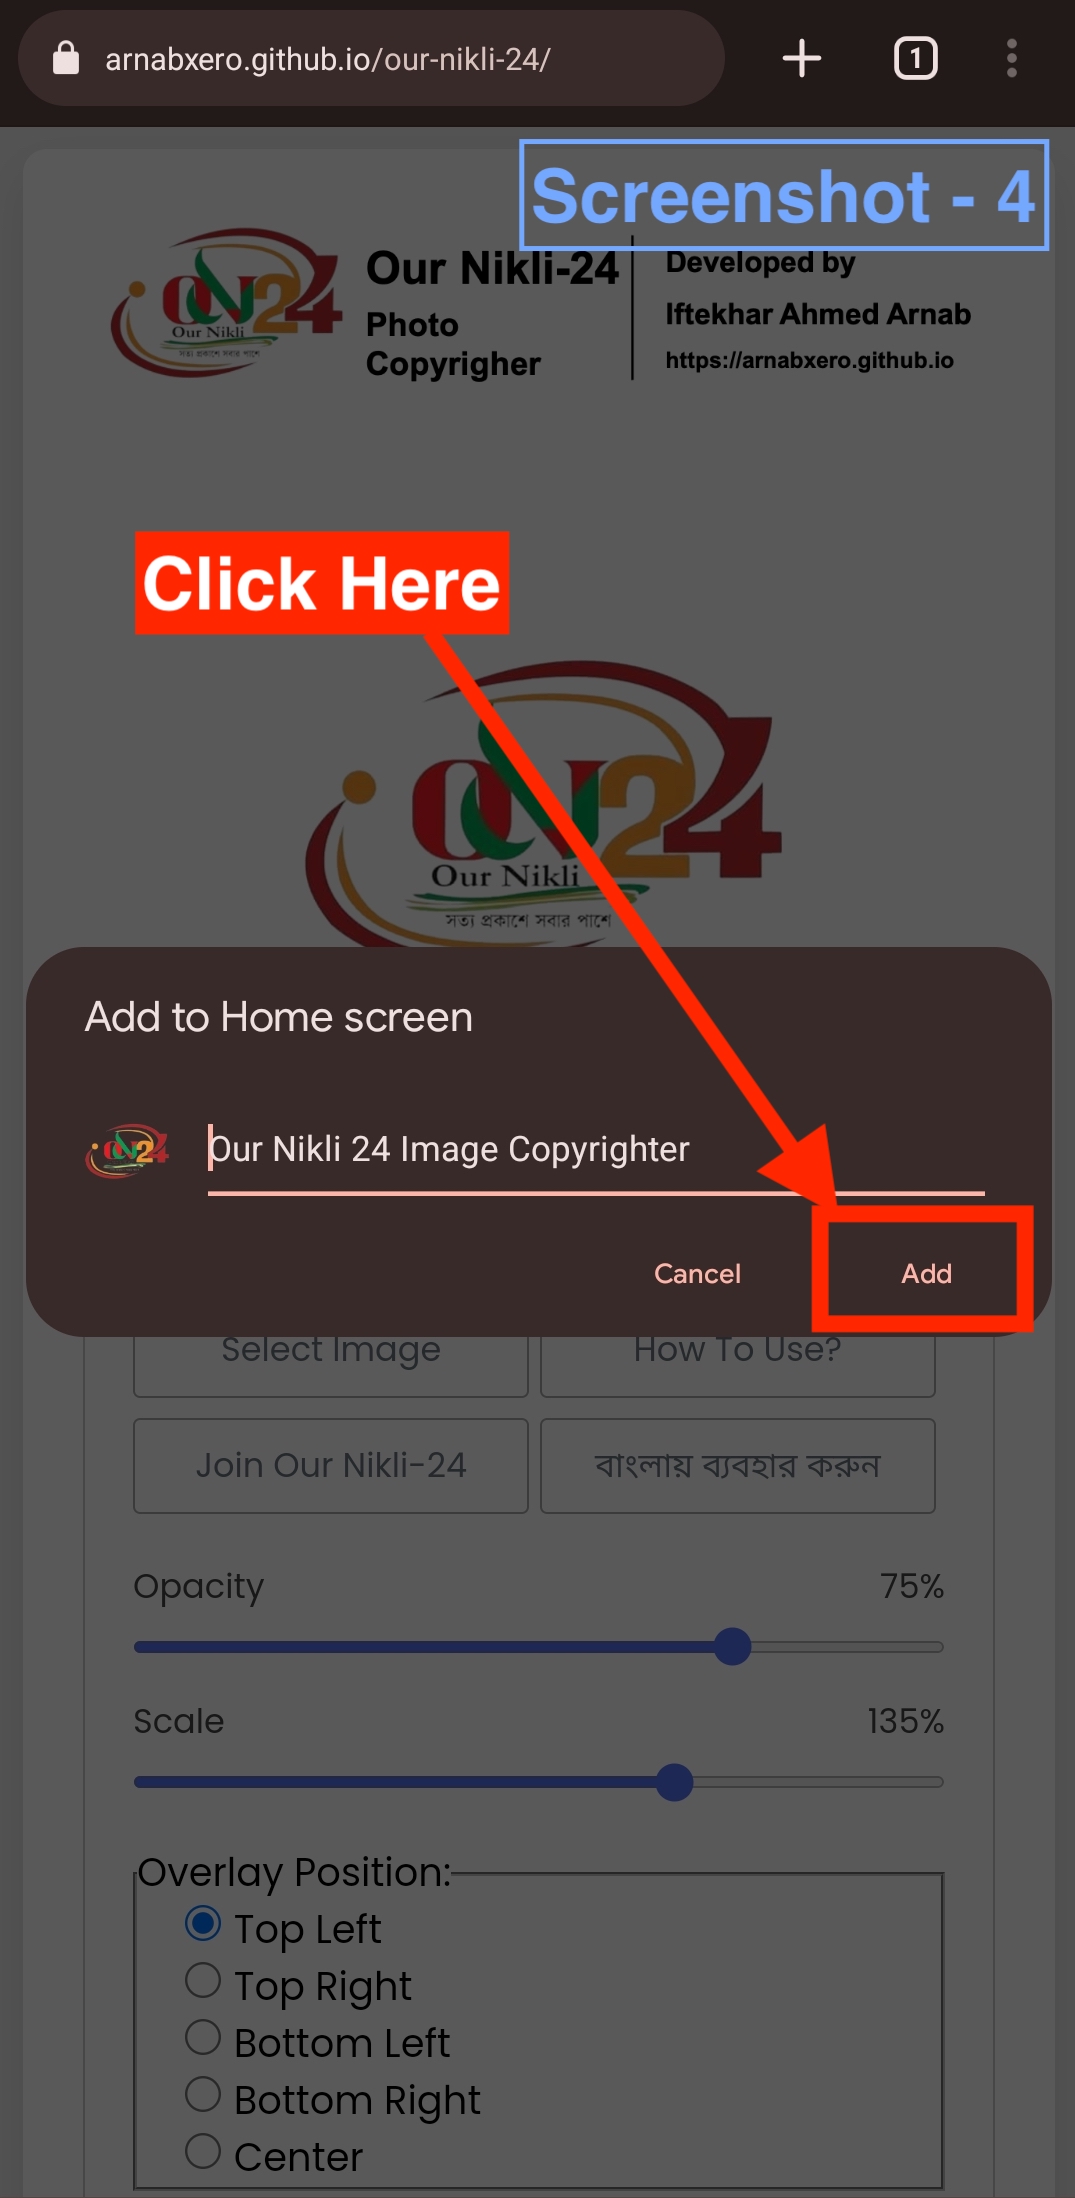 arnabxero.github.io/our-nikli-24/
1
Screenshot - 4
ON24
Our Nikli
সত্য প্রকাশে সবার পাশে
Our Nikli-24
Photo
Copyrigher
Developed by
Iftekhar Ahmed Arnab
https://arnabxero.github.io
Click Here
ON24
Our Nikli
সত্য প্রকাশে সবার পাশে
Add to Home screen
ON24
Our Nikli 24 Image Copyrighter
Cancel
Add
Select Image
How To Use?
Join Our Nikli-24
বাংলায় ব্যবহার করুন
Opacity
75%
Scale
135%
Overlay Position:
Top Left
Top Right
Bottom Left
Bottom Right
Center